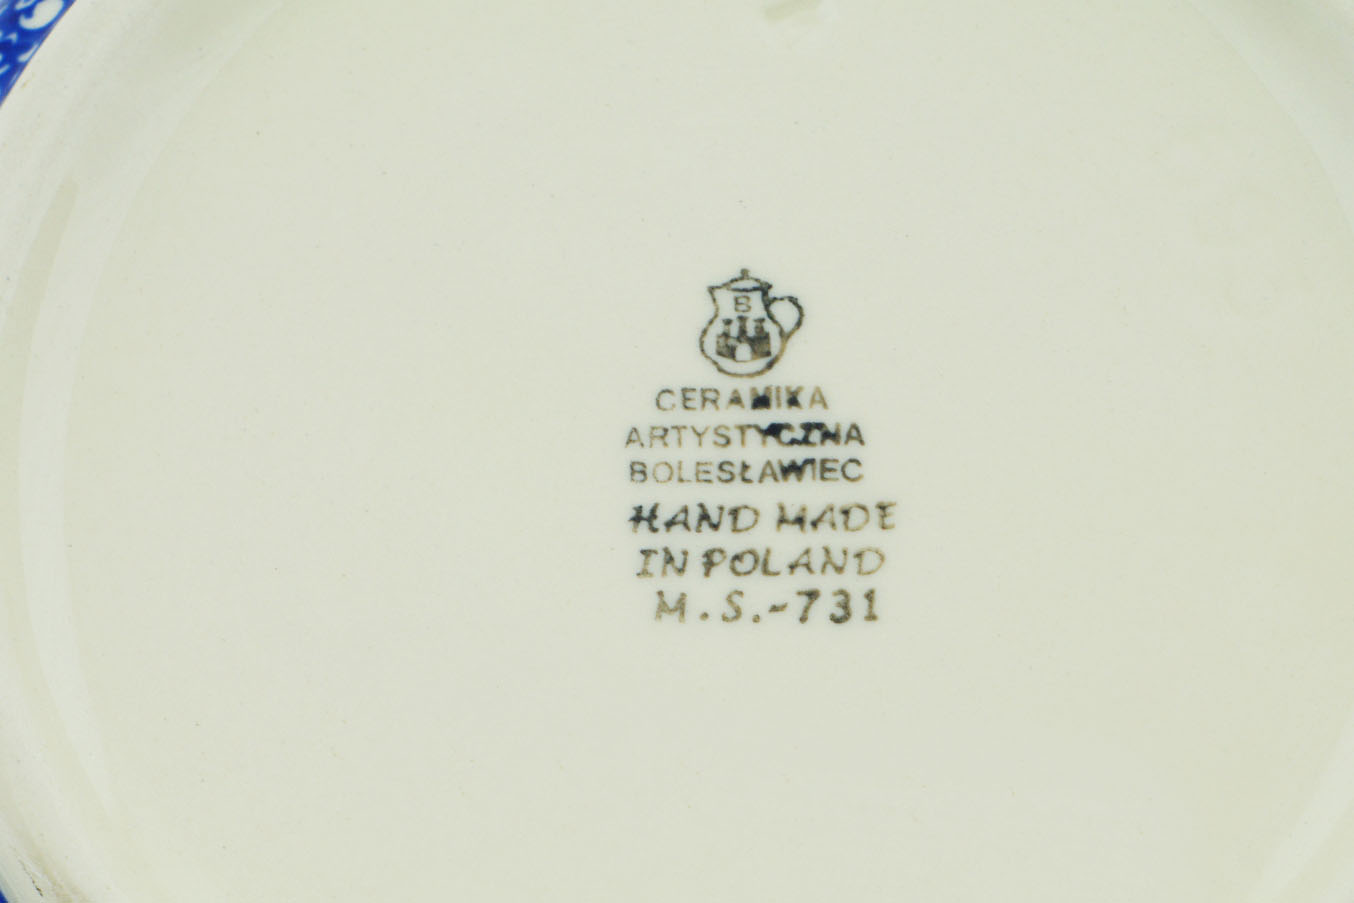 B
CERAMIKA
ARTYSTYCZNA
BOLESŁAWIEC
HAND MADE
IN POLAND
M.S.-731